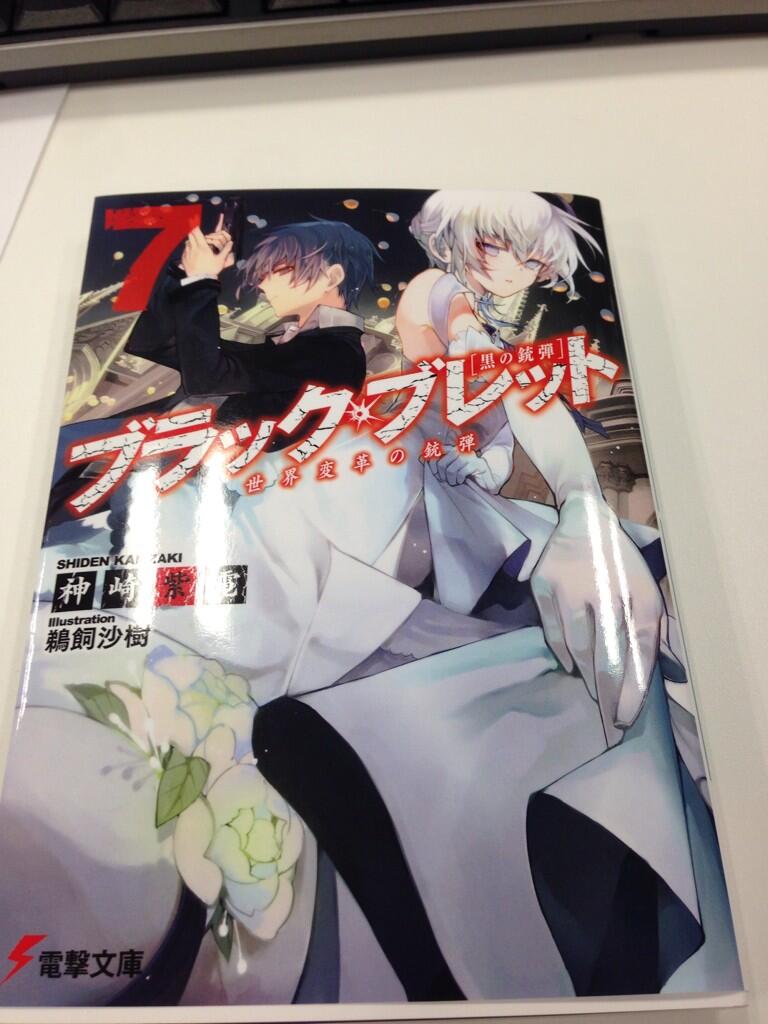 7
[黒の銃弾]
ブラック・ブレット
世界変革の銃弾
SHIDEN KANZAKI
神崎紫電
Illustration
鵜飼沙樹
電撃文庫